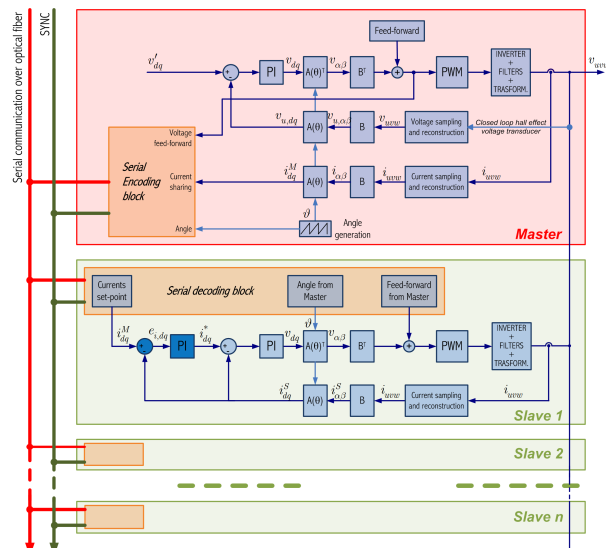 Serial communication over optical fiber
SYNC
Feed-forward
v'dq
vdq
vαβ
vuvw
+
-
PI
A(θ)ᵀ
Bᵀ
+
PWM
INVERTER
+
FILTERS
+
TRASFORM.
vu,dq
vu,αβ
vuvw
A(θ)
B
Voltage sampling
and reconstruction
Closed loop hall effect
voltage transducer
Voltage
feed-forward
Serial
Encoding
block
Current
sharing
iMdq
iαβ
iuvw
iuvw
A(θ)
B
Current sampling
and reconstruction
Angle
ϑ
Angle
generation
Master
Currents
set-point
Serial decoding block
Angle from
Master
Feed-forward
from Master
ϑ
iMdq
ei,dq
i*dq
vdq
vαβ
PI
PI
A(θ)ᵀ
Bᵀ
+
PWM
INVERTER
+
FILTERS
+
TRASFORM.
iSdq
iSαβ
iuvw
iuvw
A(θ)
B
Current sampling
and reconstruction
Slave 1
Slave 2
Slave n